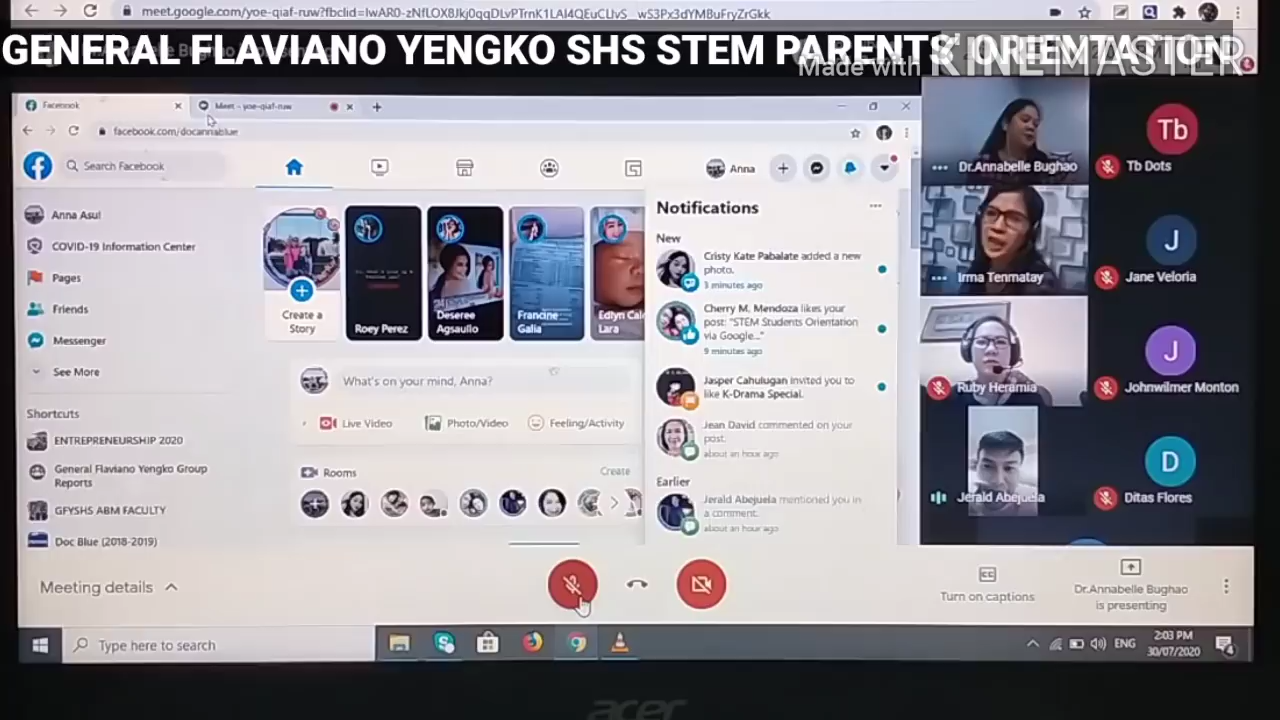 meet.google.com/yoe-qiaf-ruw?fbclid=
GENERAL FLAVIANO YENGKO SHS STEM PARENTS' ORIENTATION
Made with KINEMASTER
Facebook
Meet - yoe-qiaf-ruw
facebook.com/docannablue
Search Facebook
Anna
Anna Asul
COVID-19 Information Center
Pages
Friends
Messenger
See More
Shortcuts
ENTREPRENEURSHIP 2020
General Flaviano Yengko Group
Reports
GFYSHS ABM FACULTY
Doc Blue (2018-2019)
Create a
Story
Roey Perez
Deseree
Agsaullo
Francine
Galia
Edlyn
Lara
What's on your mind, Anna?
Live Video
Photo/Video
Feeling/Activity
Rooms
Create
Notifications
New
Cristy Kate Pabalate added a new
photo.
3 minutes ago
Cherry M. Mendoza likes your
post: "STEM Students Orientation
via Google..."
9 minutes ago
Jasper Cahulugan invited you to
like K-Drama Special.
Jean David commented on your
post.
about an hour ago
Earlier
Jerald Abejuela mentioned you in
a comment.
about an hour ago
Dr.Annabelle Bughao
Tb
Tb Dots
Irma Tenmatay
J
Jane Veloria
Ruby Heramia
J
Johnwilmer Monton
Jerald Abejuela
D
Ditas Flores
Meeting details
Turn on captions
Dr.Annabelle Bughao
is presenting
Type here to search
ENG
2:03 PM
30/07/2020
4
acer